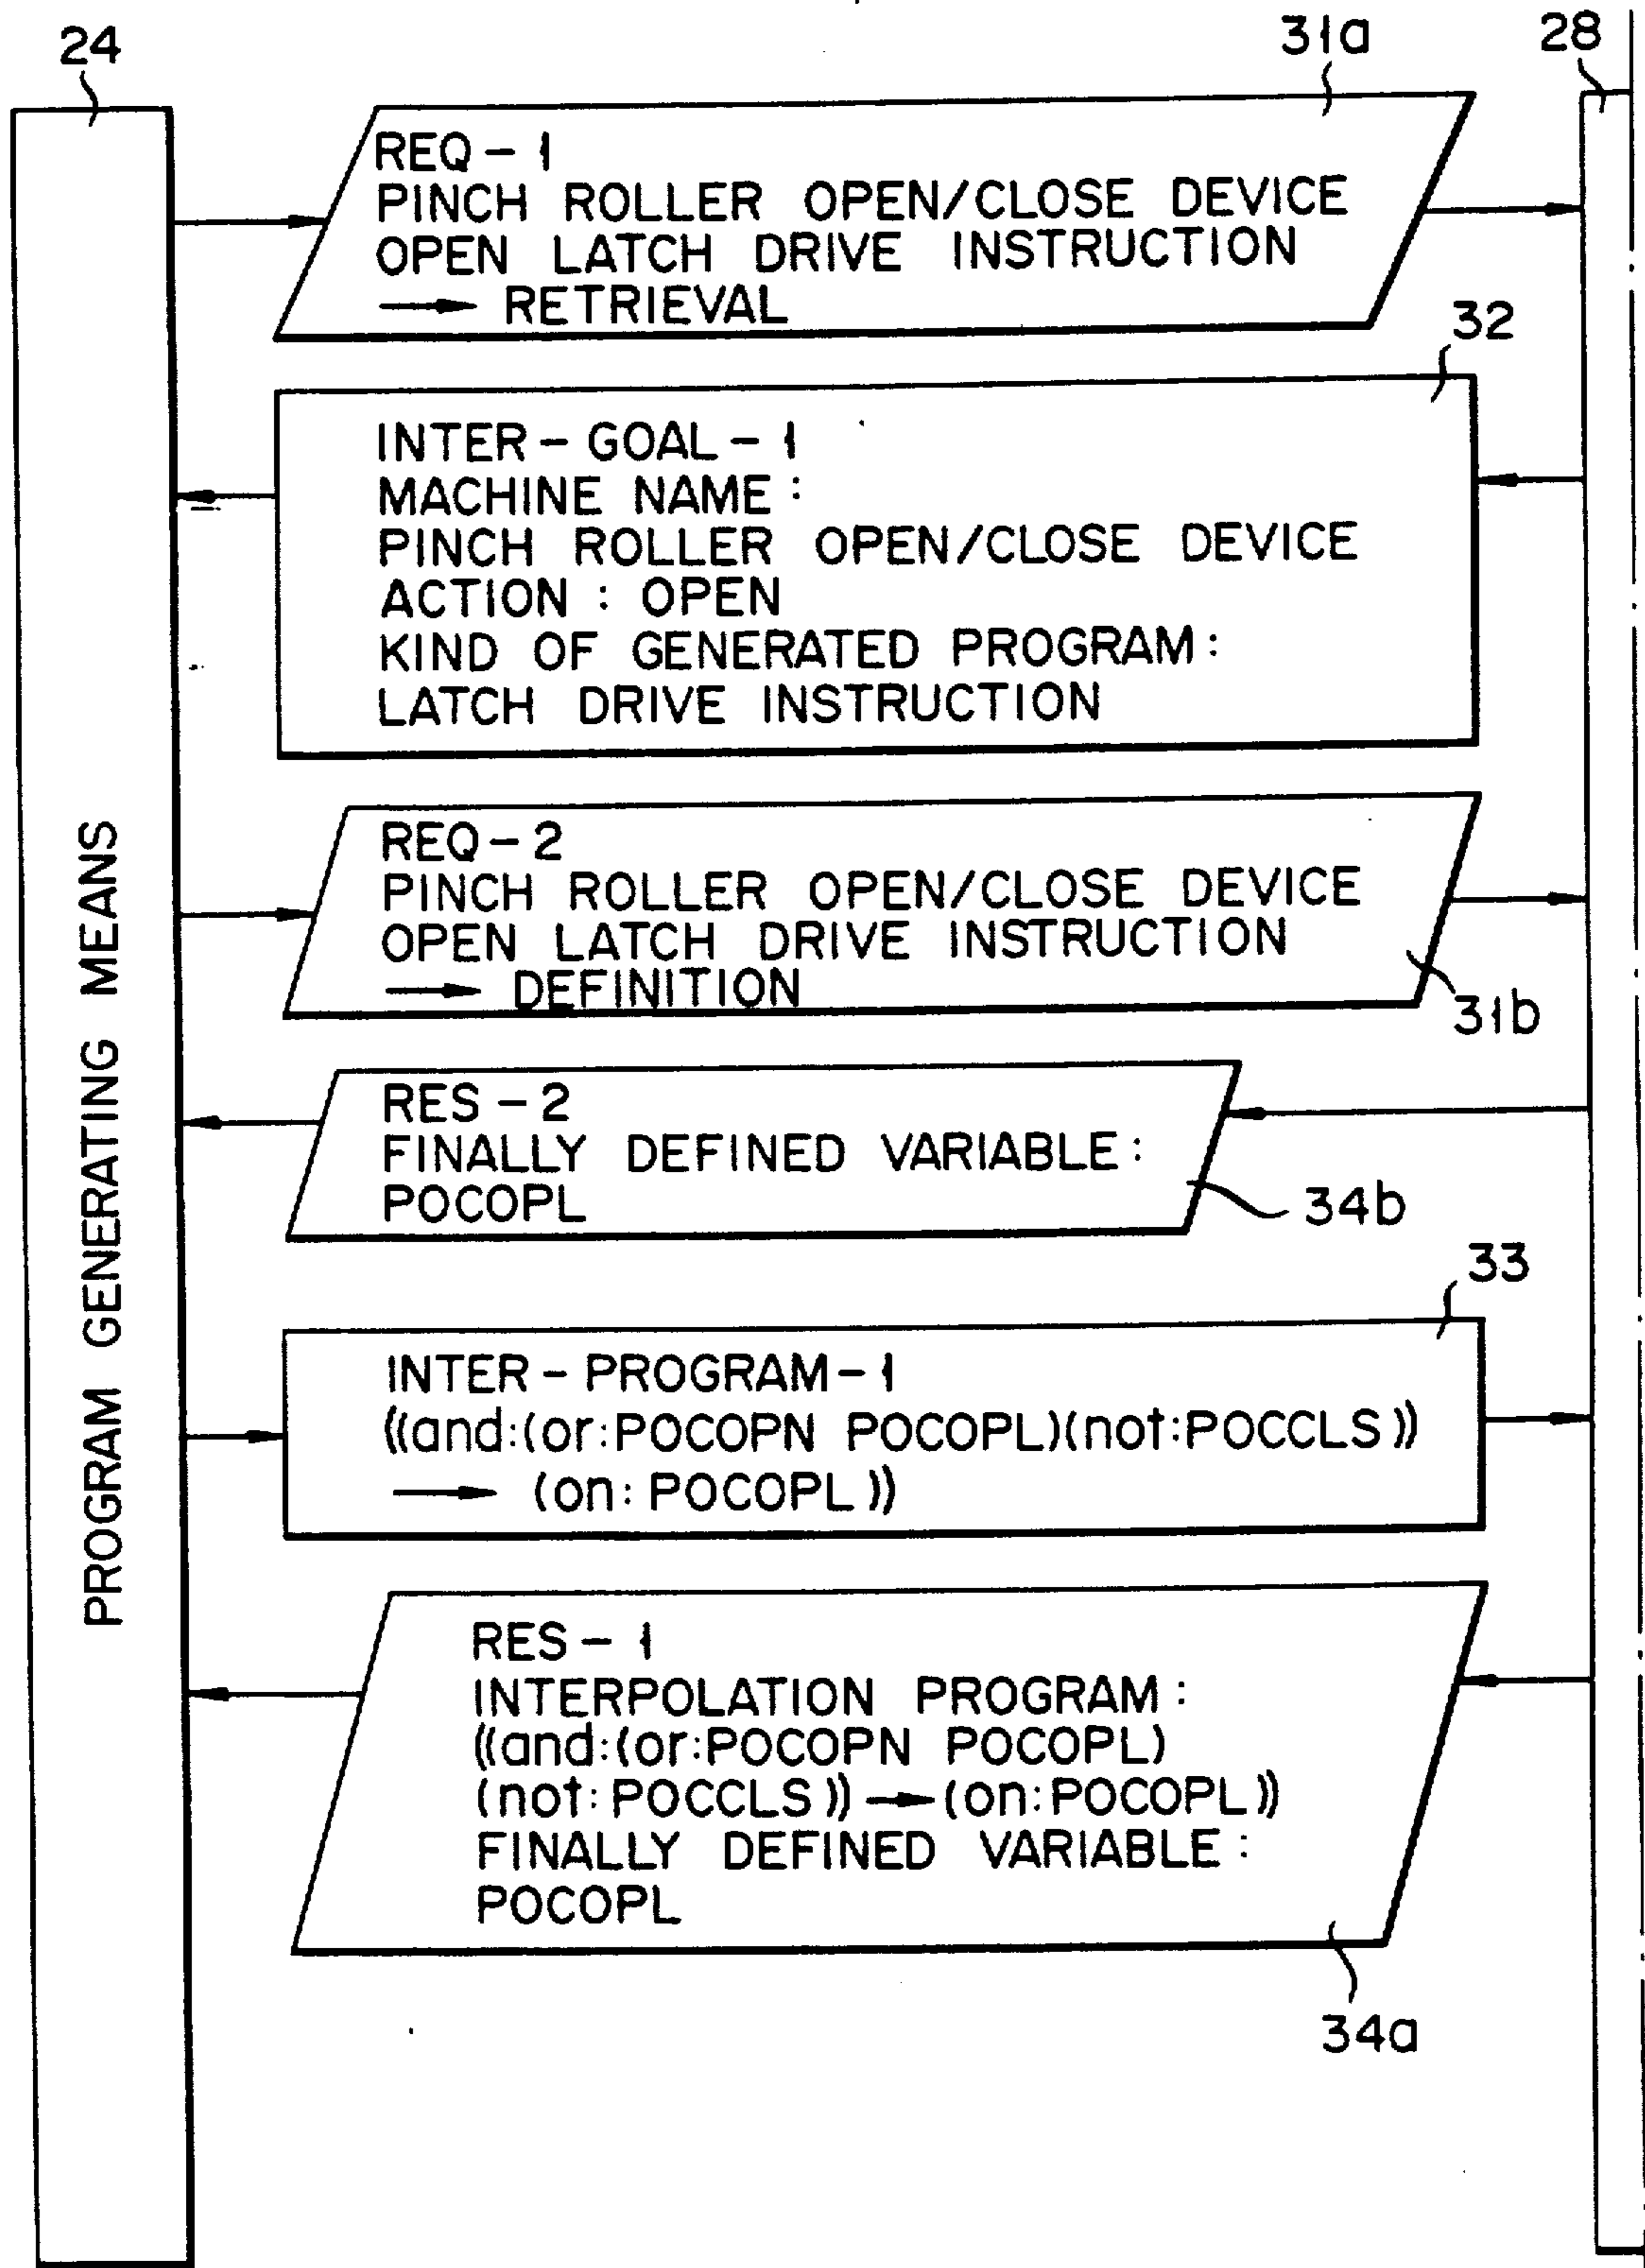 24
31a
28
REQ-1
PINCH ROLLER OPEN/CLOSE DEVICE
OPEN LATCH DRIVE INSTRUCTION
→ RETRIEVAL
32
INTER-GOAL-1
MACHINE NAME:
PINCH ROLLER OPEN/CLOSE DEVICE
ACTION: OPEN
KIND OF GENERATED PROGRAM:
LATCH DRIVE INSTRUCTION
PROGRAM GENERATING MEANS
REQ-2
PINCH ROLLER OPEN/CLOSE DEVICE
OPEN LATCH DRIVE INSTRUCTION
→ DEFINITION
31b
RES-2
FINALLY DEFINED VARIABLE:
POCOPL
34b
33
INTER-PROGRAM-1
((and:(or:POCOPN POCOPL)(not:POCCLS))
→ (on:POCOPL))
RES-1
INTERPOLATION PROGRAM:
((and:(or:POCOPN POCOPL)
(not:POCCLS))→(on:POCOPL))
FINALLY DEFINED VARIABLE:
POCOPL
34a